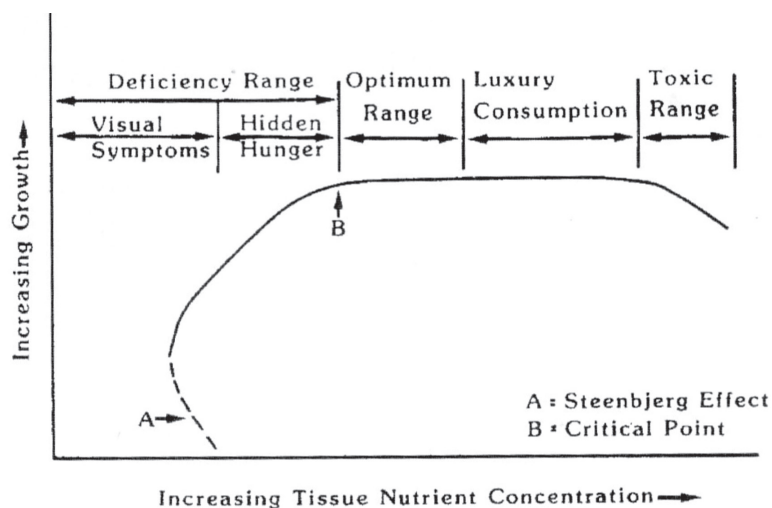 Deficiency Range
Optimum
Range
Luxury
Consumption
Toxic
Range
Visual
Symptoms
Hidden
Hunger
Increasing Growth
B
A
A = Steenbjerg Effect
B = Critical Point
Increasing Tissue Nutrient Concentration